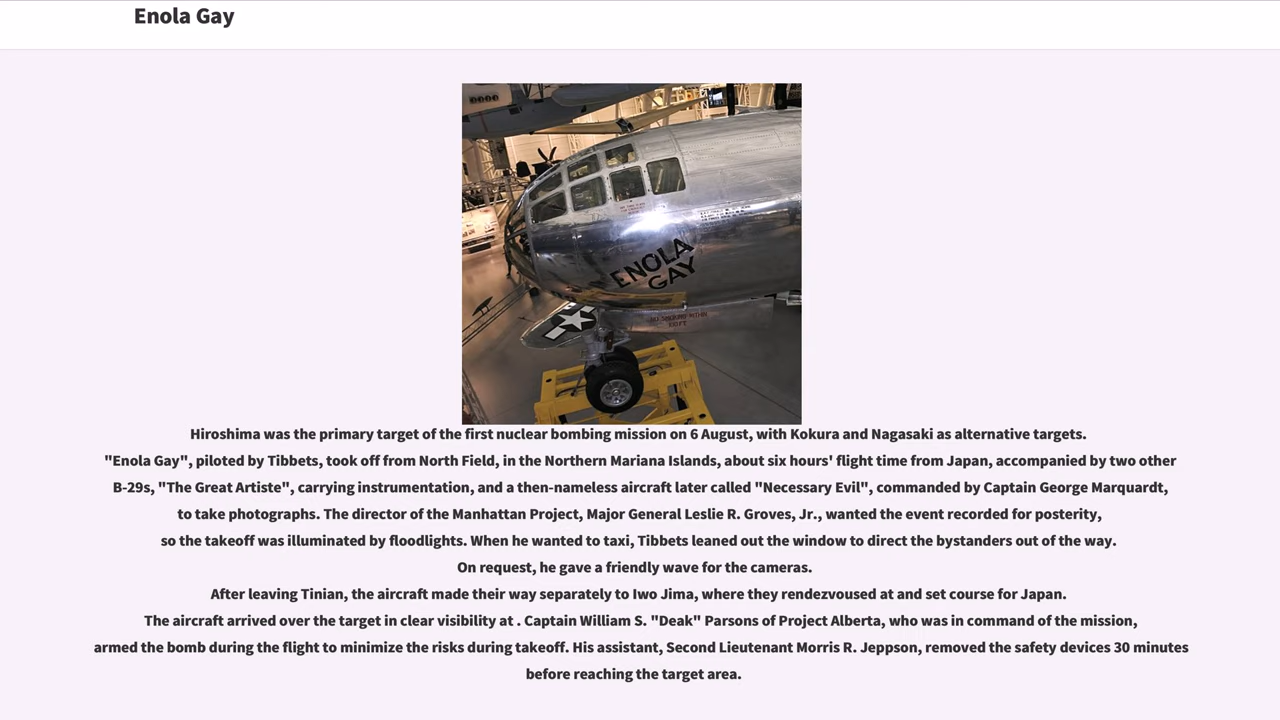 Enola Gay
ENOLA
GAY
Hiroshima was the primary target of the first nuclear bombing mission on 6 August, with Kokura and Nagasaki as alternative targets.
"Enola Gay", piloted by Tibbets, took off from North Field, in the Northern Mariana Islands, about six hours' flight time from Japan, accompanied by two other
B-29s, "The Great Artiste", carrying instrumentation, and a then-nameless aircraft later called "Necessary Evil", commanded by Captain George Marquardt,
to take photographs. The director of the Manhattan Project, Major General Leslie R. Groves, Jr., wanted the event recorded for posterity,
so the takeoff was illuminated by floodlights. When he wanted to taxi, Tibbets leaned out the window to direct the bystanders out of the way.
On request, he gave a friendly wave for the cameras.
After leaving Tinian, the aircraft made their way separately to Iwo Jima, where they rendezvoused at and set course for Japan.
The aircraft arrived over the target in clear visibility at . Captain William S. "Deak" Parsons of Project Alberta, who was in command of the mission,
armed the bomb during the flight to minimize the risks during takeoff. His assistant, Second Lieutenant Morris R. Jeppson, removed the safety devices 30 minutes
before reaching the target area.